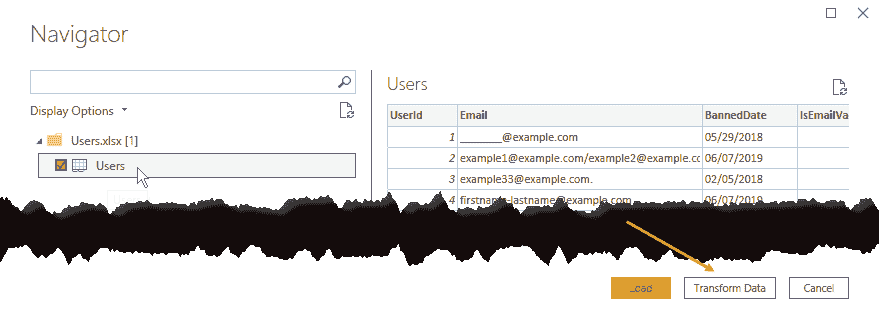 Navigator
Display Options
Users.xlsx [1]
Users
Users
UserId Email BannedDate IsEmailVa
1 ________@example.com 05/29/2018
2 example1@example.com/example2@example.cc 06/07/2019
3 example33@example.com. 02/05/2018
4 firstname-lastname@example.com 06/07/2019
Load Transform Data Cancel